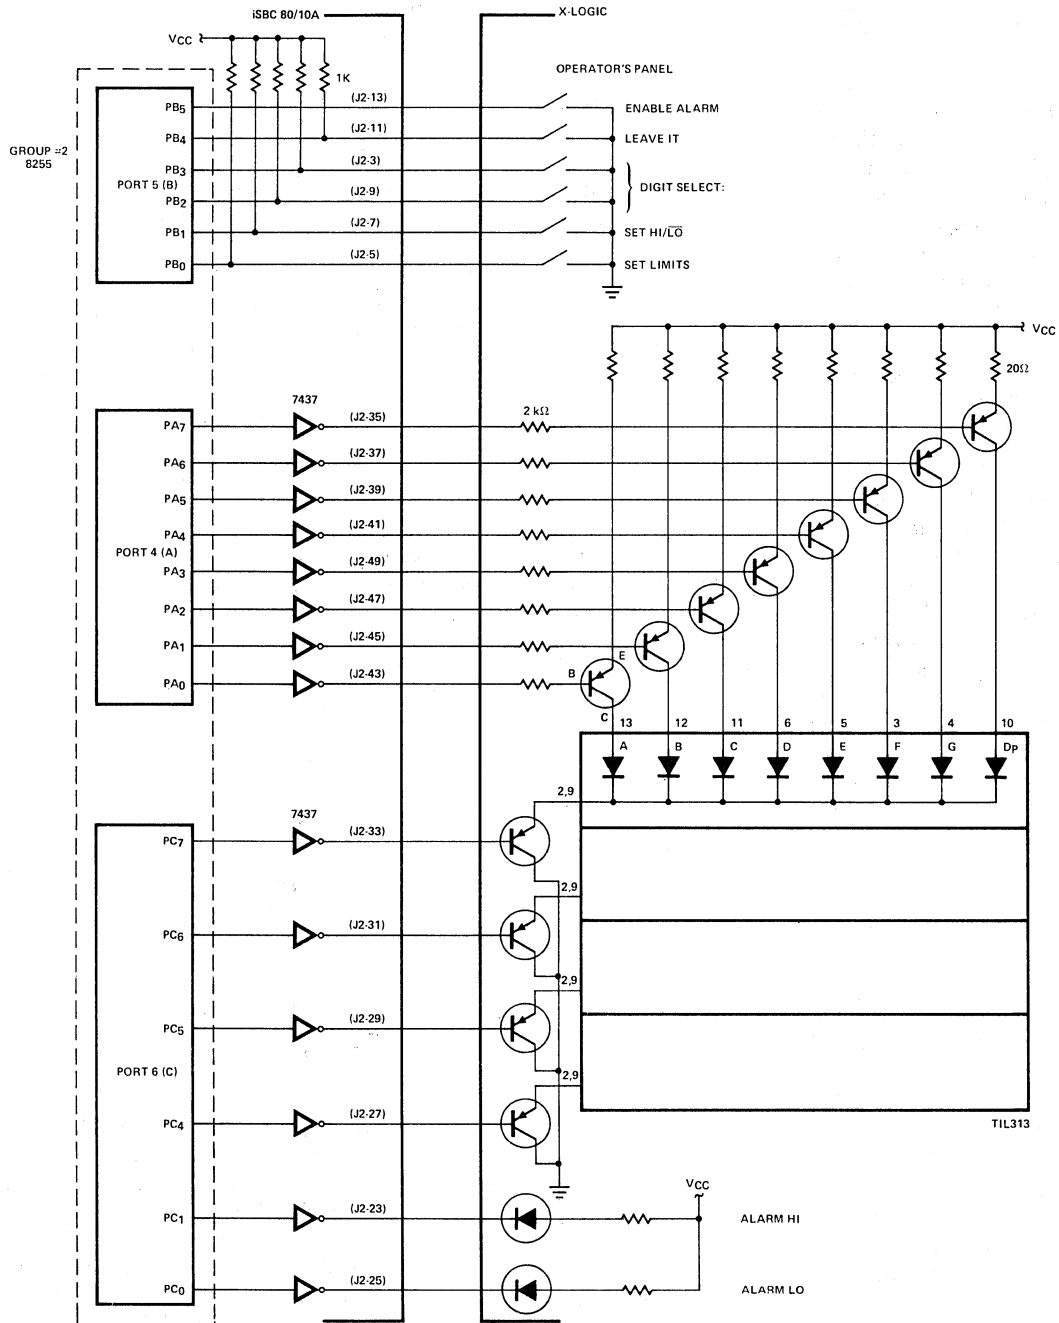 iSBC 80/10A
X-LOGIC
VCC
1K
OPERATOR'S PANEL
GROUP #2
8255
PORT 5 (B)
PB5
(J2-13)
ENABLE ALARM
PB4
(J2-11)
LEAVE IT
PB3
(J2-3)
DIGIT SELECT:
PB2
(J2-9)
PB1
(J2-7)
SET HI/L̅O̅
PB0
(J2-5)
SET LIMITS
VCC
20Ω
7437
2 kΩ
PORT 4 (A)
PA7
(J2-35)
PA6
(J2-37)
PA5
(J2-39)
PA4
(J2-41)
PA3
(J2-49)
PA2
(J2-47)
PA1
(J2-45)
PA0
(J2-43)
B
E
C
13 12 11 6 5 3 4 10
A B C D E F G DP
7437
2,9
PORT 6 (C)
PC7
(J2-33)
2,9
PC6
(J2-31)
2,9
PC5
(J2-29)
2,9
PC4
(J2-27)
TIL313
VCC
PC1
(J2-23)
ALARM HI
PC0
(J2-25)
ALARM LO